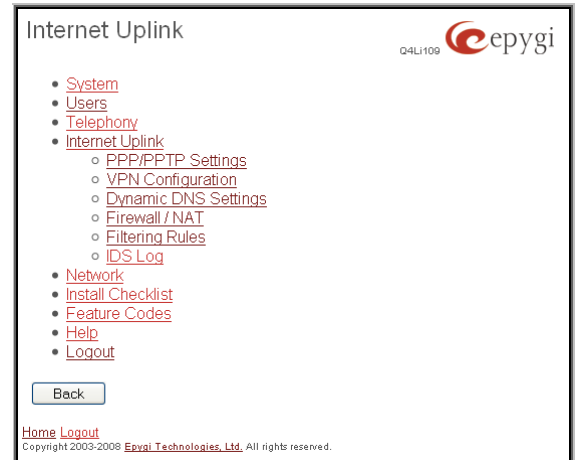 Internet Uplink
Q4Li109 epygi
System
Users
Telephony
Internet Uplink
PPP/PPTP Settings
VPN Configuration
Dynamic DNS Settings
Firewall / NAT
Filtering Rules
IDS Log
Network
Install Checklist
Feature Codes
Help
Logout
Back
Home Logout
Copyright 2003-2008 Epygi Technologies, Ltd. All rights reserved.